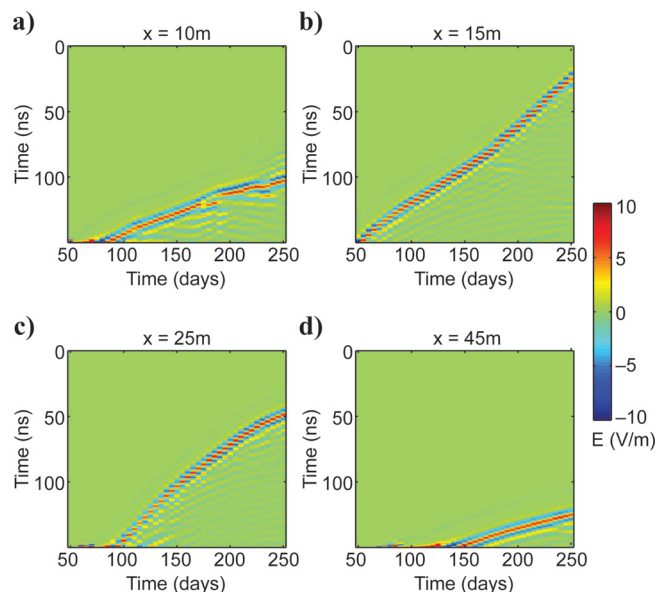 a)
x = 10m
0
50
100
Time (ns)
50 100 150 200 250
Time (days)
b)
x = 15m
0
50
100
Time (ns)
50 100 150 200 250
Time (days)
c)
x = 25m
0
50
100
Time (ns)
50 100 150 200 250
Time (days)
d)
x = 45m
0
50
100
Time (ns)
50 100 150 200 250
Time (days)
10
5
0
−5
−10
E (V/m)